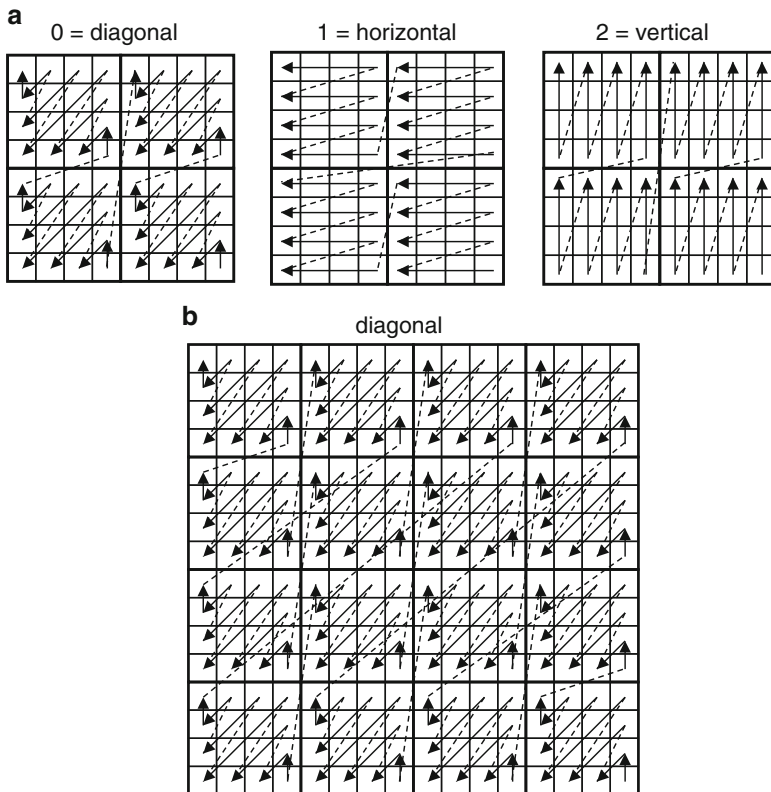 a
0 = diagonal 1 = horizontal 2 = vertical
b
diagonal